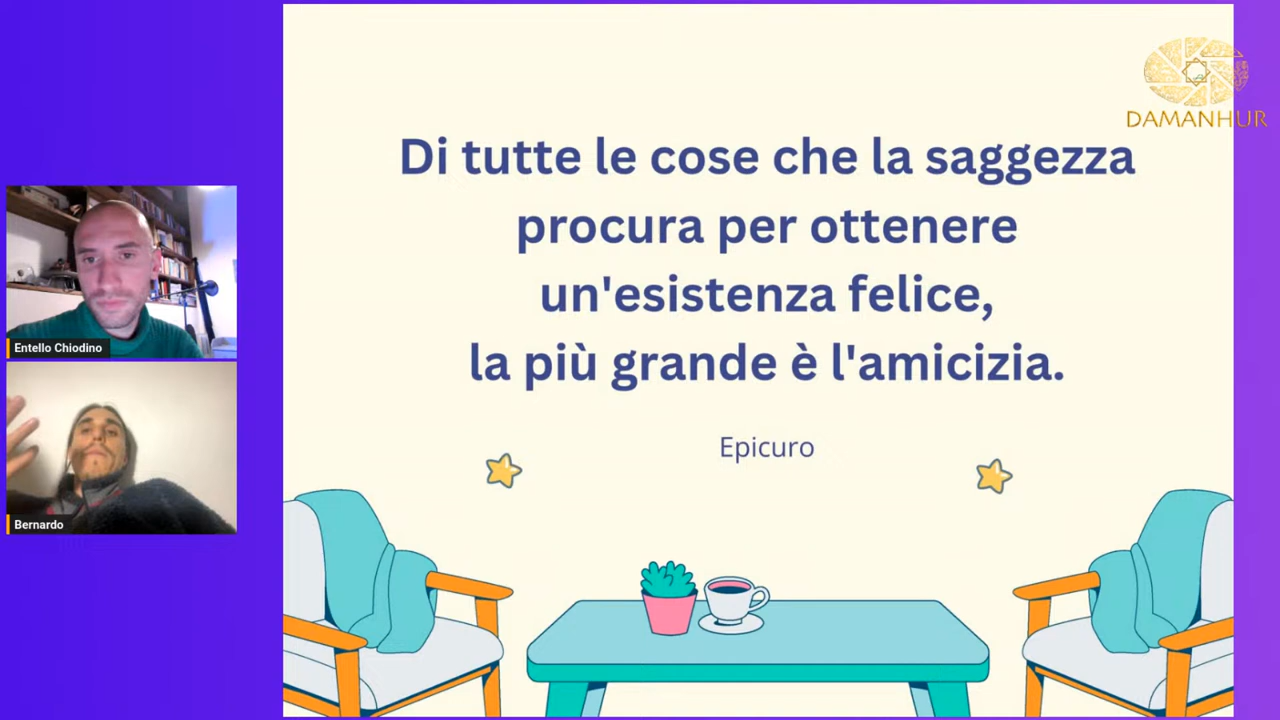 DAMANHUR
Di tutte le cose che la saggezza
procura per ottenere
un'esistenza felice,
la più grande è l'amicizia.
Epicuro
Entello Chiodino
Bernardo